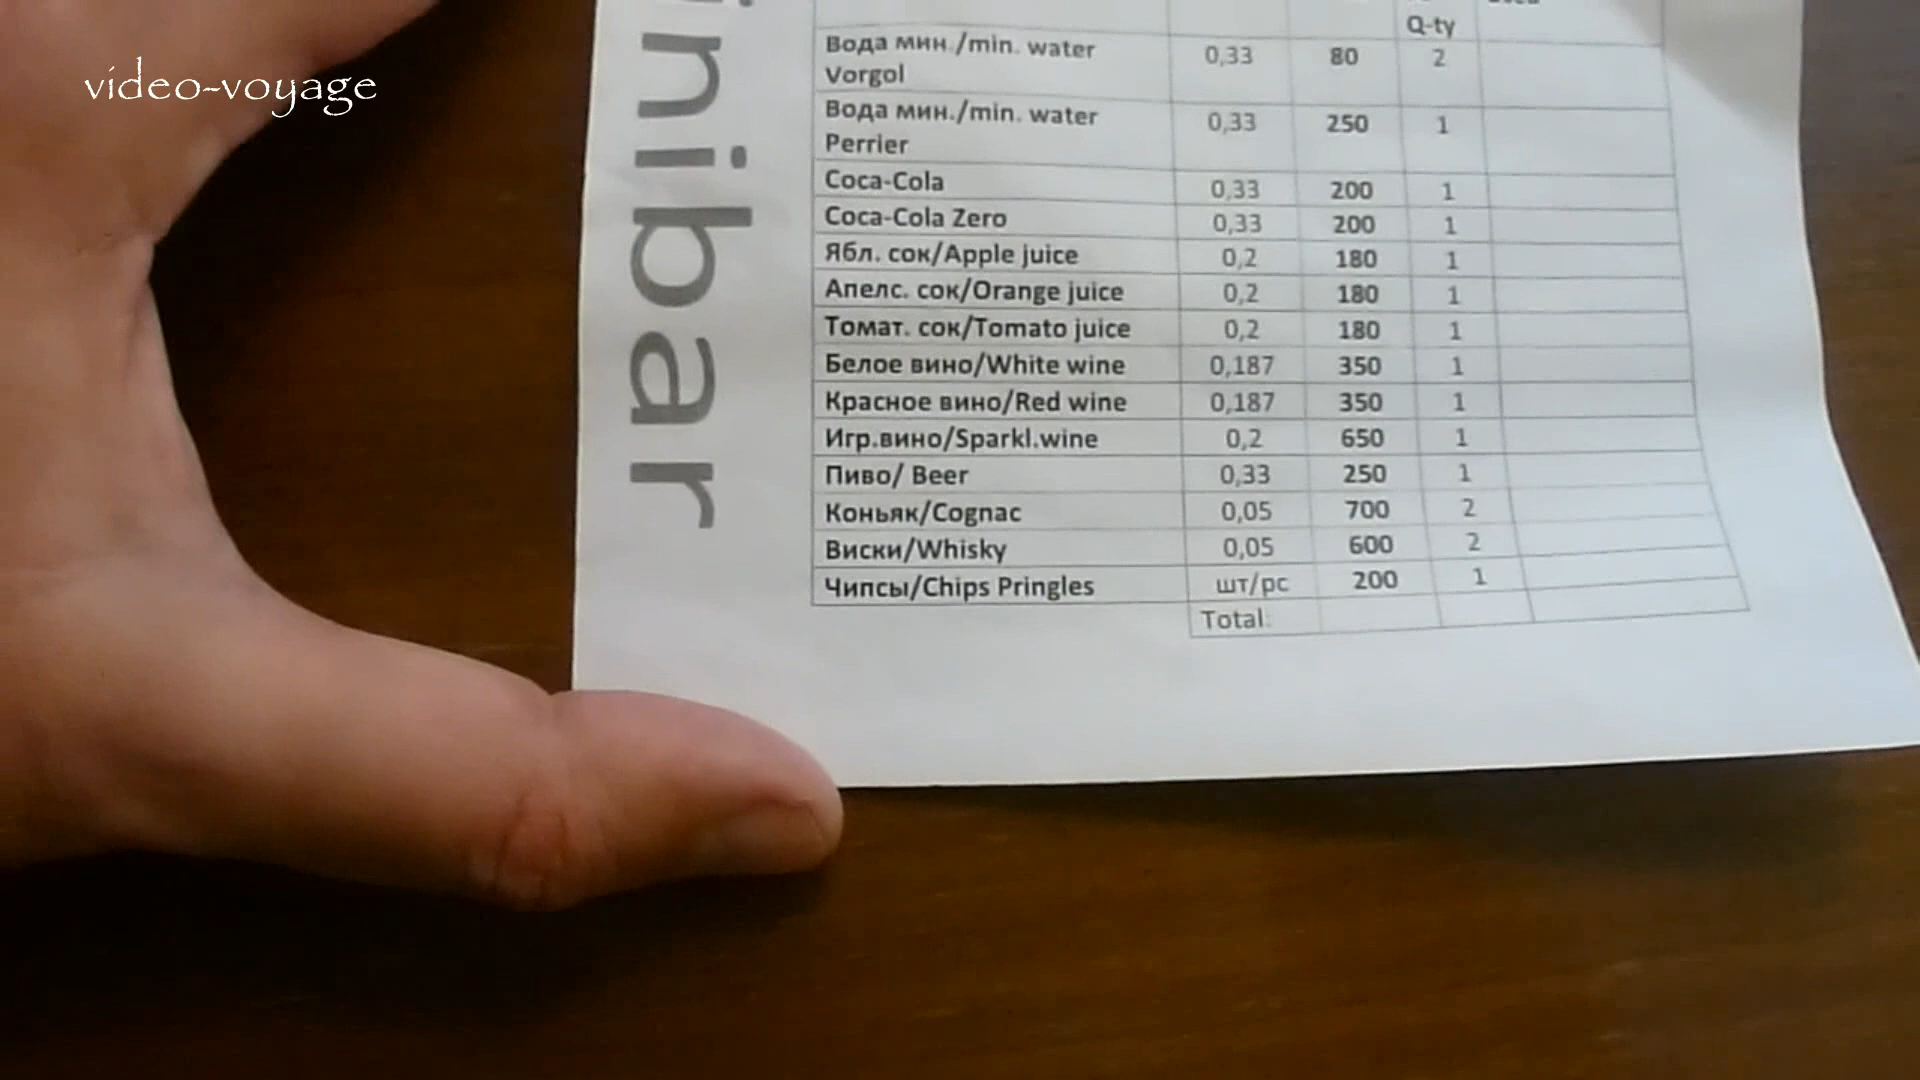 video-voyage
nibar
Q-ty
Вода мин./min. water 0,33 80 2
Vorgol
Вода мин./min. water 0,33 250 1
Perrier
Coca-Cola 0,33 200 1
Coca-Cola Zero 0,33 200 1
Ябл. сок/Apple juice 0,2 180 1
Апелс. сок/Orange juice 0,2 180 1
Томат. сок/Tomato juice 0,2 180 1
Белое вино/White wine 0,187 350 1
Красное вино/Red wine 0,187 350 1
Игр.вино/Sparkl.wine 0,2 650 1
Пиво/ Beer 0,33 250 1
Коньяк/Cognac 0,05 700 2
Виски/Whisky 0,05 600 2
Чипсы/Chips Pringles шт/pc 200 1
Total: